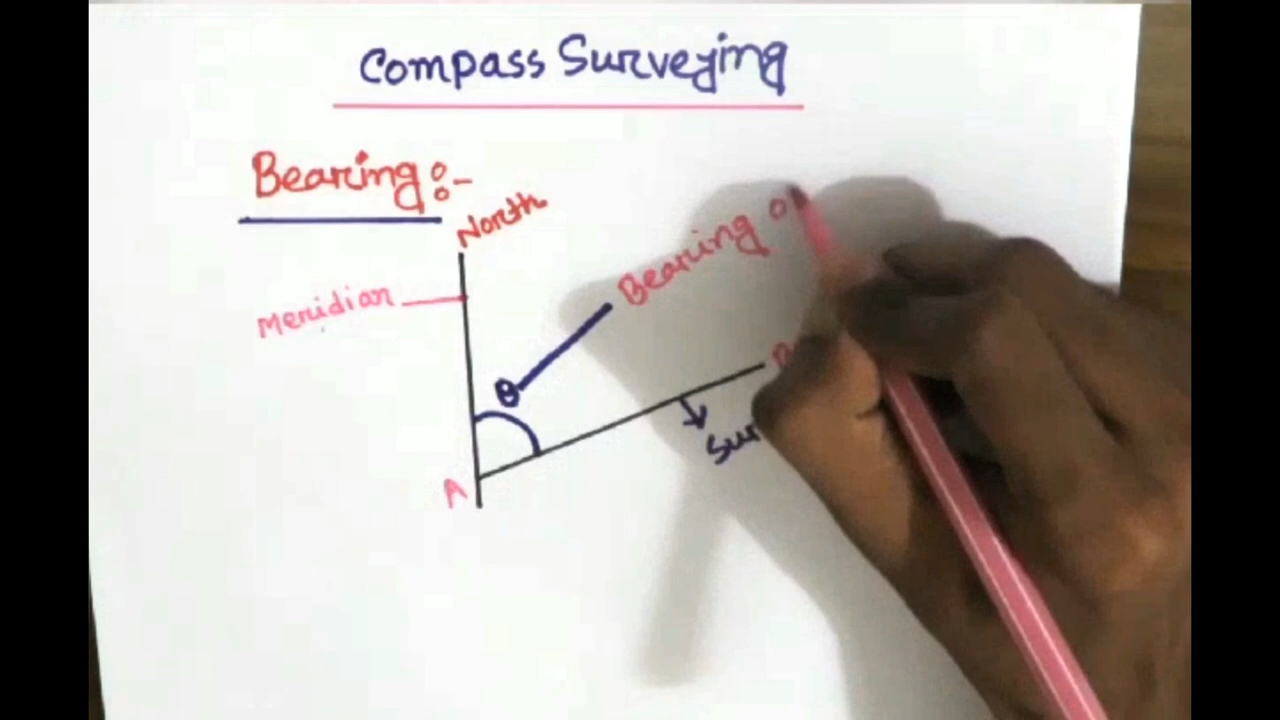 Compass Surveying
Bearing :-
North
Meridian
Bearing
θ
A